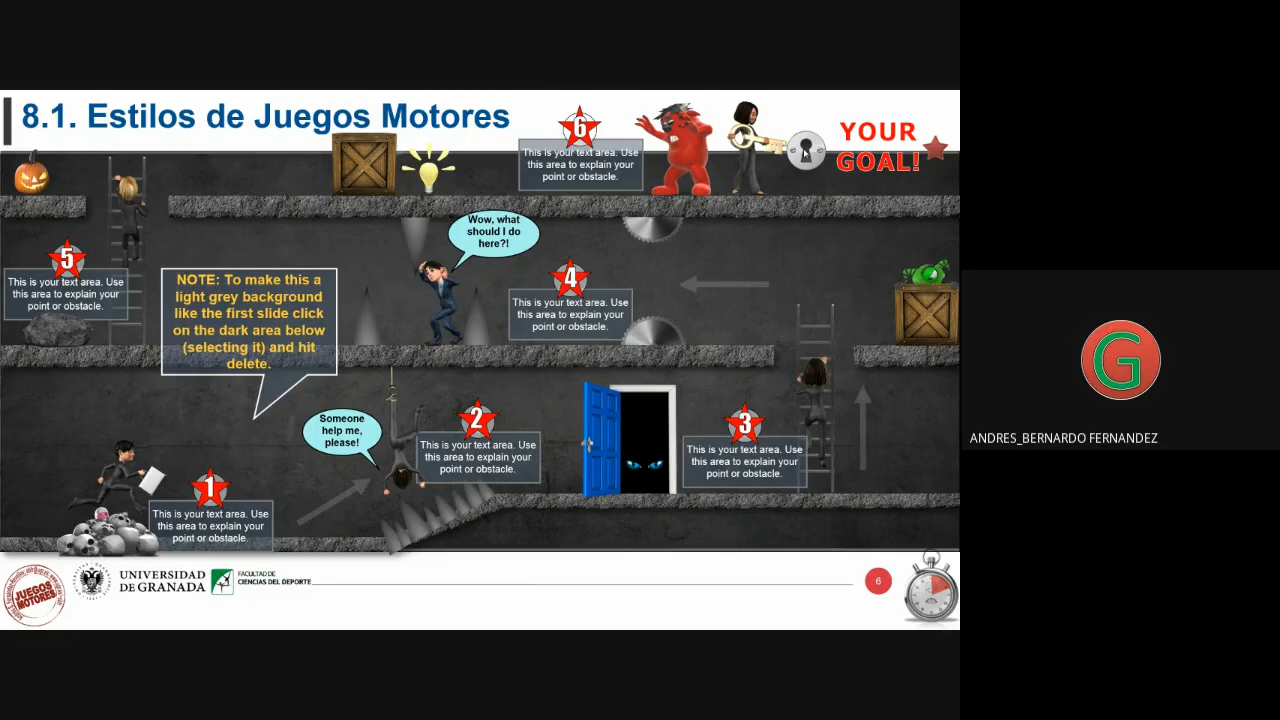 8.1. Estilos de Juegos Motores
6
This is your text area. Use
this area to explain your
point or obstacle.
YOUR
GOAL!
Wow, what
should I do
here?!
5
This is your text area. Use
this area to explain your
point or obstacle.
NOTE: To make this a
light grey background
like the first slide click
on the dark area below
(selecting it) and hit
delete.
4
This is your text area. Use
this area to explain your
point or obstacle.
Someone
help me,
please!
2
This is your text area. Use
this area to explain your
point or obstacle.
3
This is your text area. Use
this area to explain your
point or obstacle.
1
This is your text area. Use
this area to explain your
point or obstacle.
JUEGOS
MOTORES
UNIVERSIDAD
DE GRANADA
FACULTAD DE
CIENCIAS DEL DEPORTE
6
G
ANDRES_BERNARDO FERNANDEZ